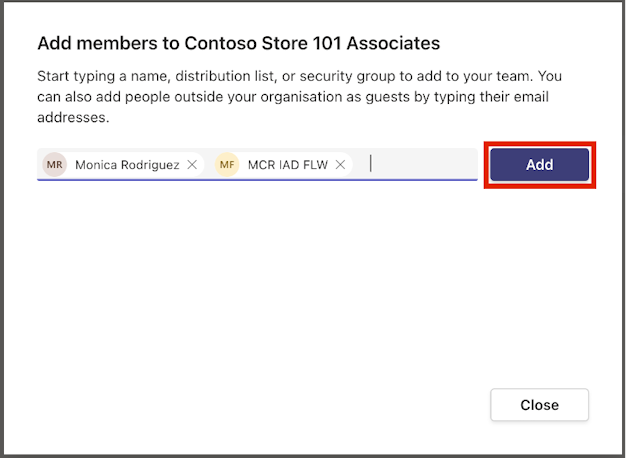 Add members to Contoso Store 101 Associates
Start typing a name, distribution list, or security group to add to your team. You
can also add people outside your organisation as guests by typing their email
addresses.
MR Monica Rodriguez × MF MCR IAD FLW × Add
Close